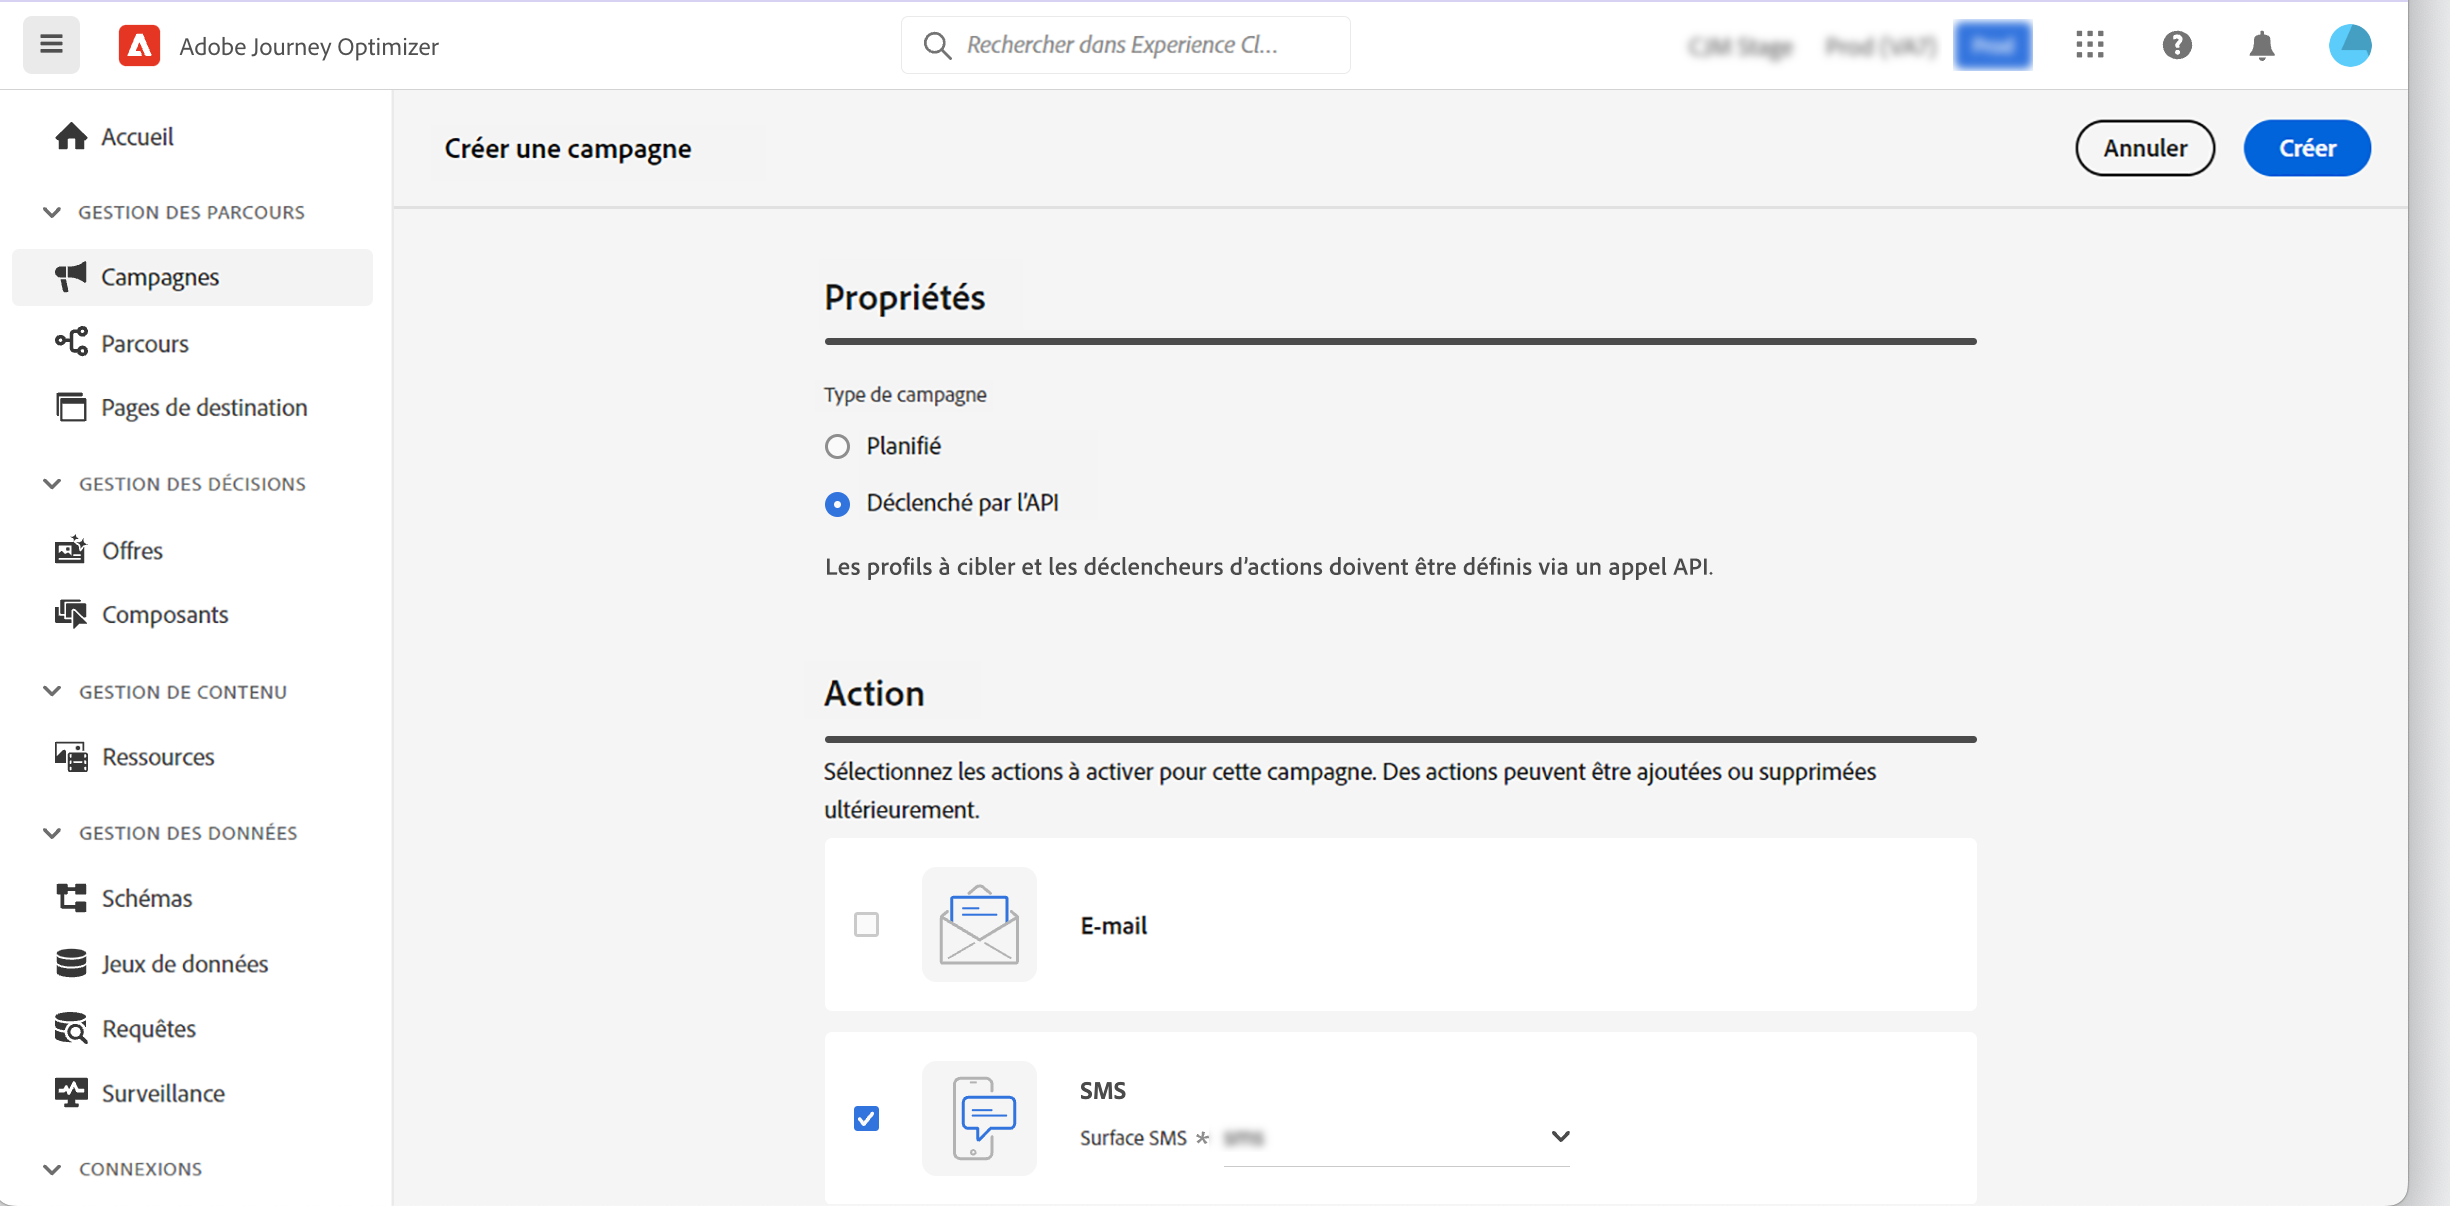 Adobe Journey Optimizer
Rechercher dans Experience Cl...
Accueil
GESTION DES PARCOURS
Campagnes
Parcours
Pages de destination
GESTION DES DÉCISIONS
Offres
Composants
GESTION DE CONTENU
Ressources
GESTION DES DONNÉES
Schémas
Jeux de données
Requêtes
Surveillance
CONNEXIONS
Créer une campagne
Annuler
Créer
Propriétés
Type de campagne
Planifié
Déclenché par l'API
Les profils à cibler et les déclencheurs d'actions doivent être définis via un appel API.
Action
Sélectionnez les actions à activer pour cette campagne. Des actions peuvent être ajoutées ou supprimées
ultérieurement.
E-mail
SMS
Surface SMS *